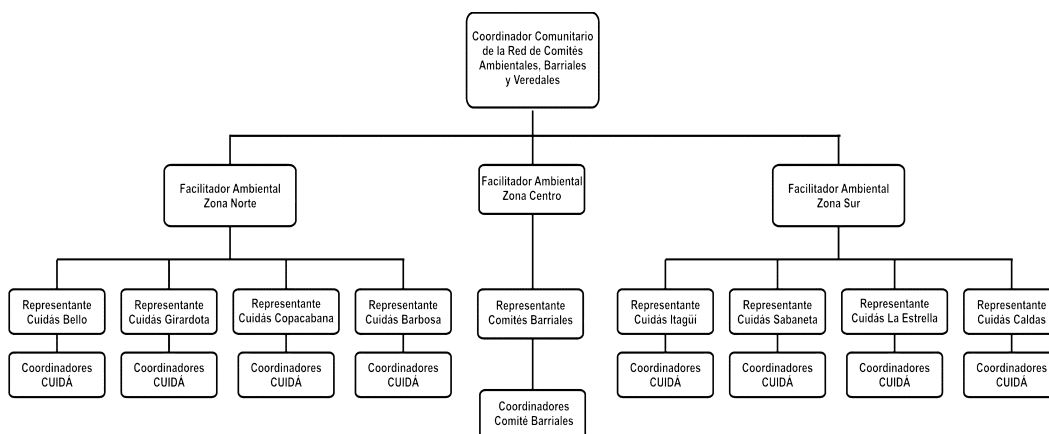 Coordinador Comunitario
de la Red de Comités
Ambientales, Barriales
y Veredales
Facilitador Ambiental
Zona Norte
Facilitador Ambiental
Zona Centro
Facilitador Ambiental
Zona Sur
Representante
Cuidás Bello
Representante
Cuidás Girardota
Representante
Cuidás Copacabana
Representante
Cuidás Barbosa
Representante
Comités Barriales
Representante
Cuidás Itagüi
Representante
Cuidás Sabaneta
Representante
Cuidás La Estrella
Representante
Cuidás Caldas
Coordinadores
CUIDÁ
Coordinadores
CUIDÁ
Coordinadores
CUIDÁ
Coordinadores
CUIDÁ
Coordinadores
CUIDÁ
Coordinadores
CUIDÁ
Coordinadores
CUIDÁ
Coordinadores
CUIDÁ
Coordinadores
Comité Barriales